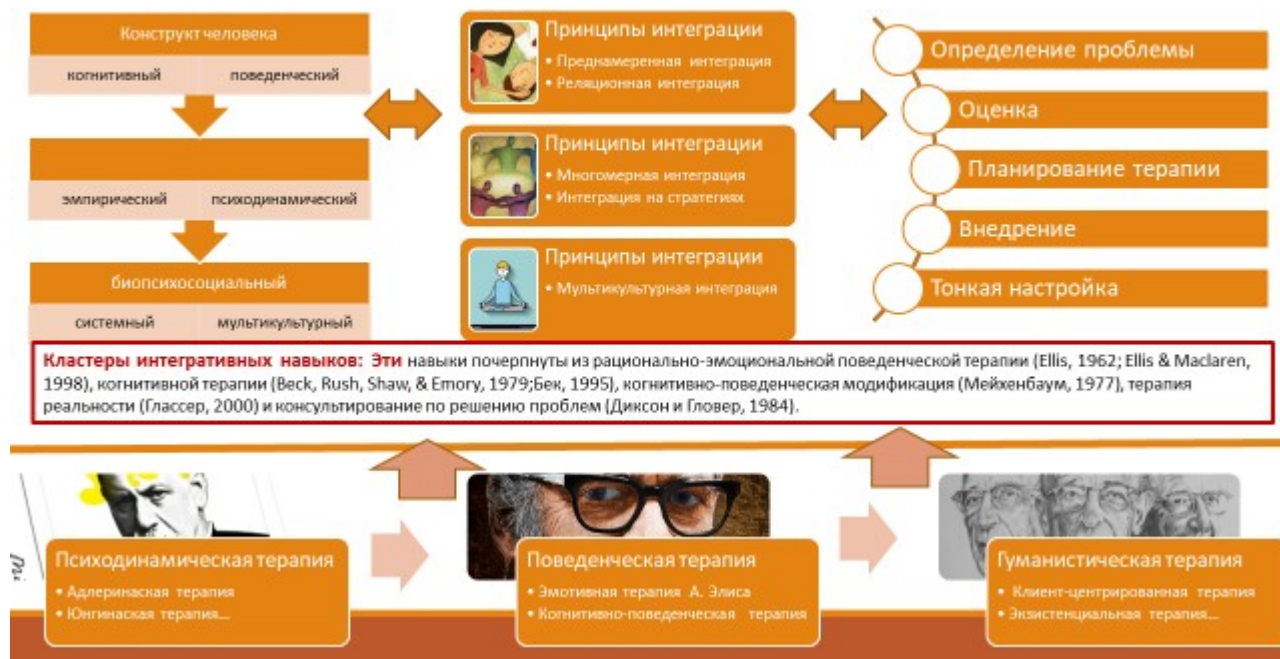 Конструкт человека
когнитивный
поведенческий
эмпирический
психодинамический
биопсихосоциальный
системный
мультикультурный
Принципы интеграции
• Преднамеренная интеграция
• Реляционная интеграция
Принципы интеграции
• Многомерная интеграция
• Интеграция на стратегиях
Принципы интеграции
• Мультикультурная интеграция
Определение проблемы
Оценка
Планирование терапии
Внедрение
Тонкая настройка
Кластеры интегративных навыков: Эти навыки почерпнуты из рационально-эмоциональной поведенческой терапии (Ellis, 1962; Ellis & Maclaren,
1998), когнитивной терапии (Beck, Rush, Shaw, & Emory, 1979;Бек, 1995), когнитивно-поведенческая модификация (Мейхенбаум, 1977), терапия
реальности (Глассер, 2000) и консультирование по решению проблем (Диксон и Гловер, 1984).
Психодинамическая терапия
• Адлеринаская терапия
• Юнгинаская терапия...
Поведенческая терапия
• Эмотивная терапия А. Элиса
• Когнитивно-поведенческая терапия
Гуманистическая терапия
• Клиент-центрированная терапия
• Экзистенциальная терапия...